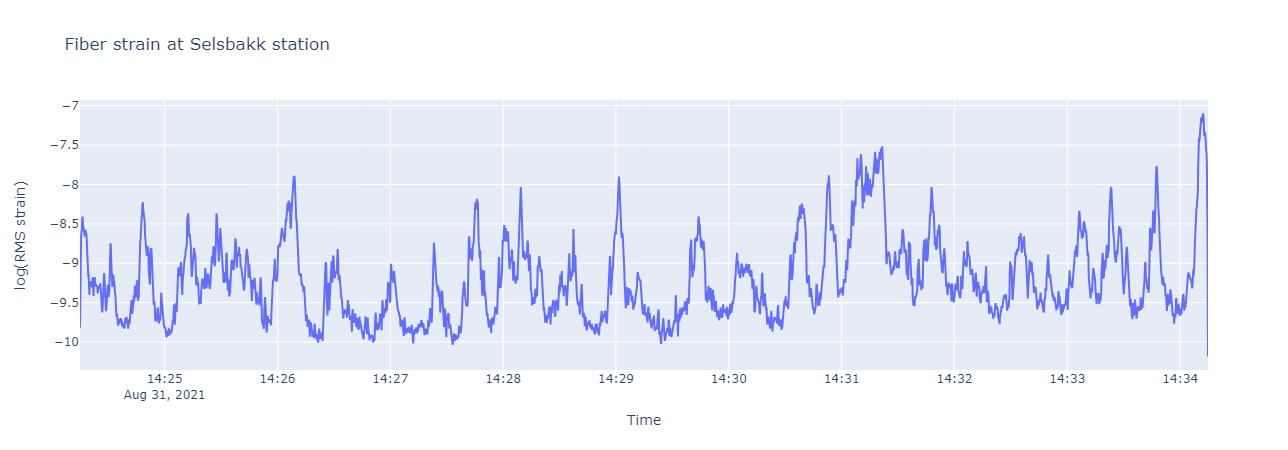 Fiber strain at Selsbakk station
−7
−7.5
−8
−8.5
−9
−9.5
−10
log(RMS strain)
14:25 14:26 14:27 14:28 14:29 14:30 14:31 14:32 14:33 14:34
Aug 31, 2021
Time